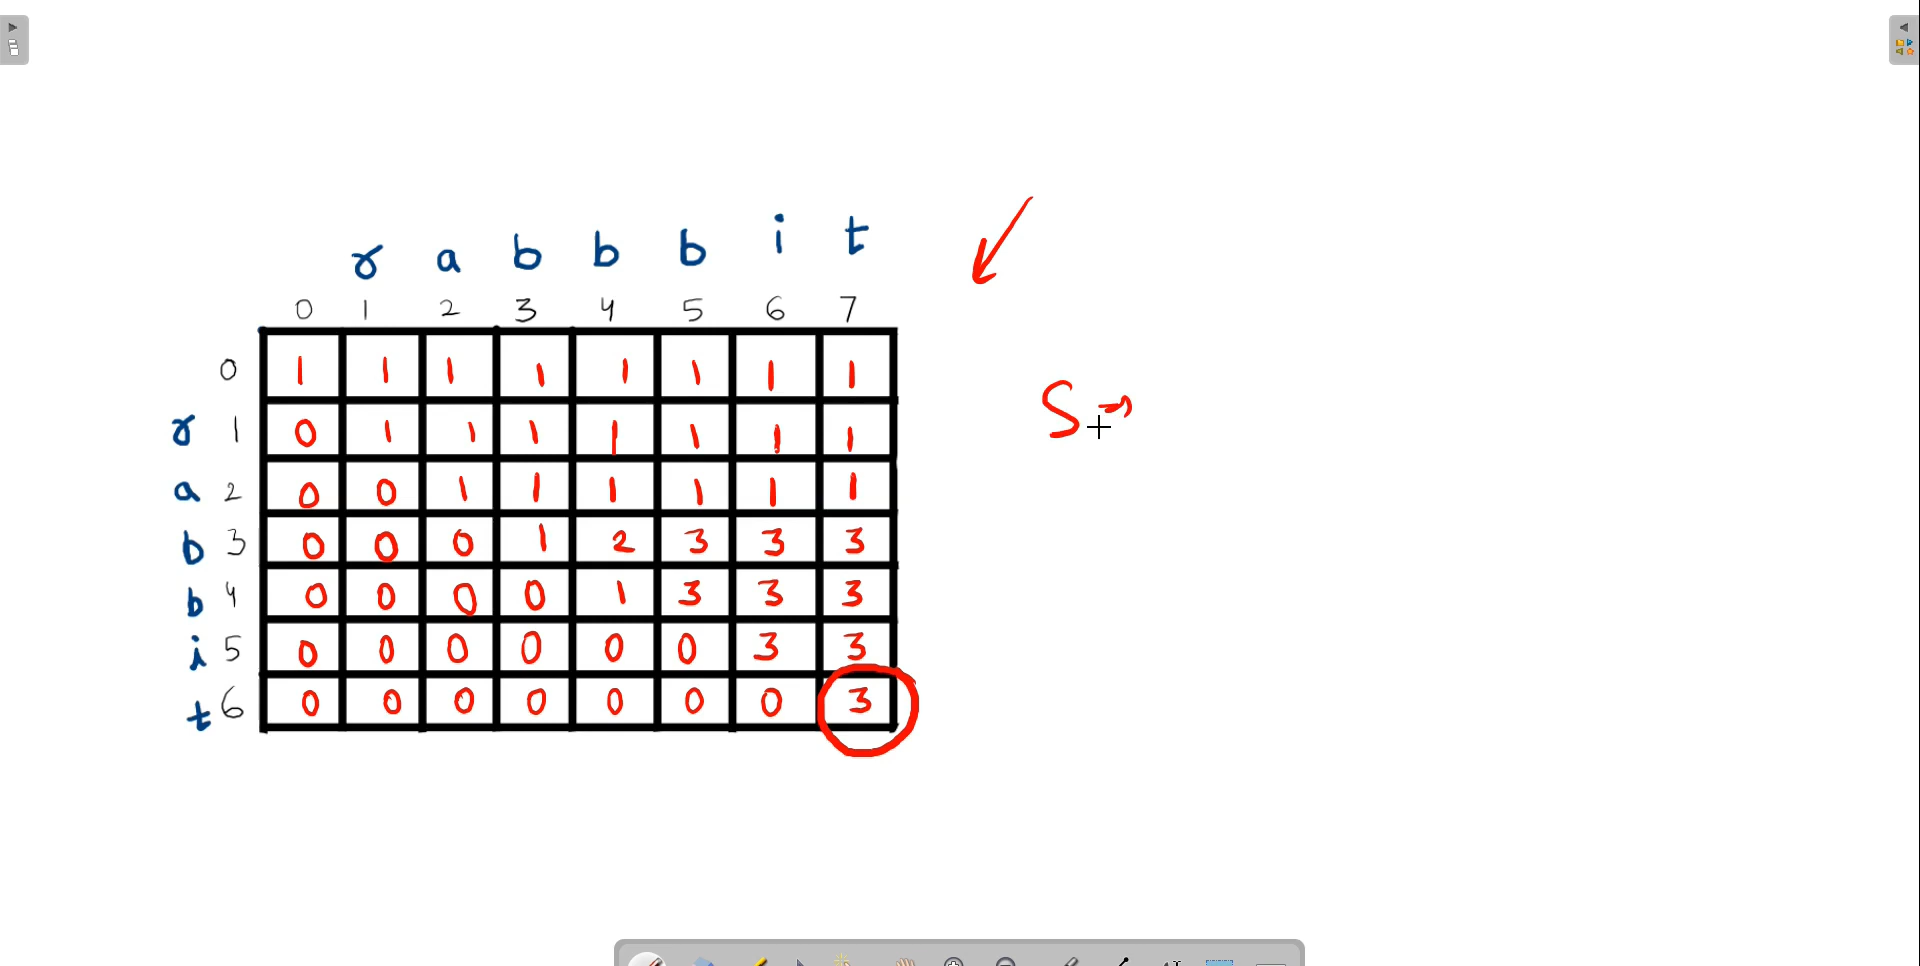 r a b b b i t
0 1 2 3 4 5 6 7
0 1 1 1 1 1 1 1 1
r 1 0 1 1 1 1 1 1 1
a 2 0 0 1 1 1 1 1 1
b 3 0 0 0 1 2 3 3 3
b 4 0 0 0 0 1 3 3 3
i 5 0 0 0 0 0 0 3 3
t 6 0 0 0 0 0 0 0 3
S